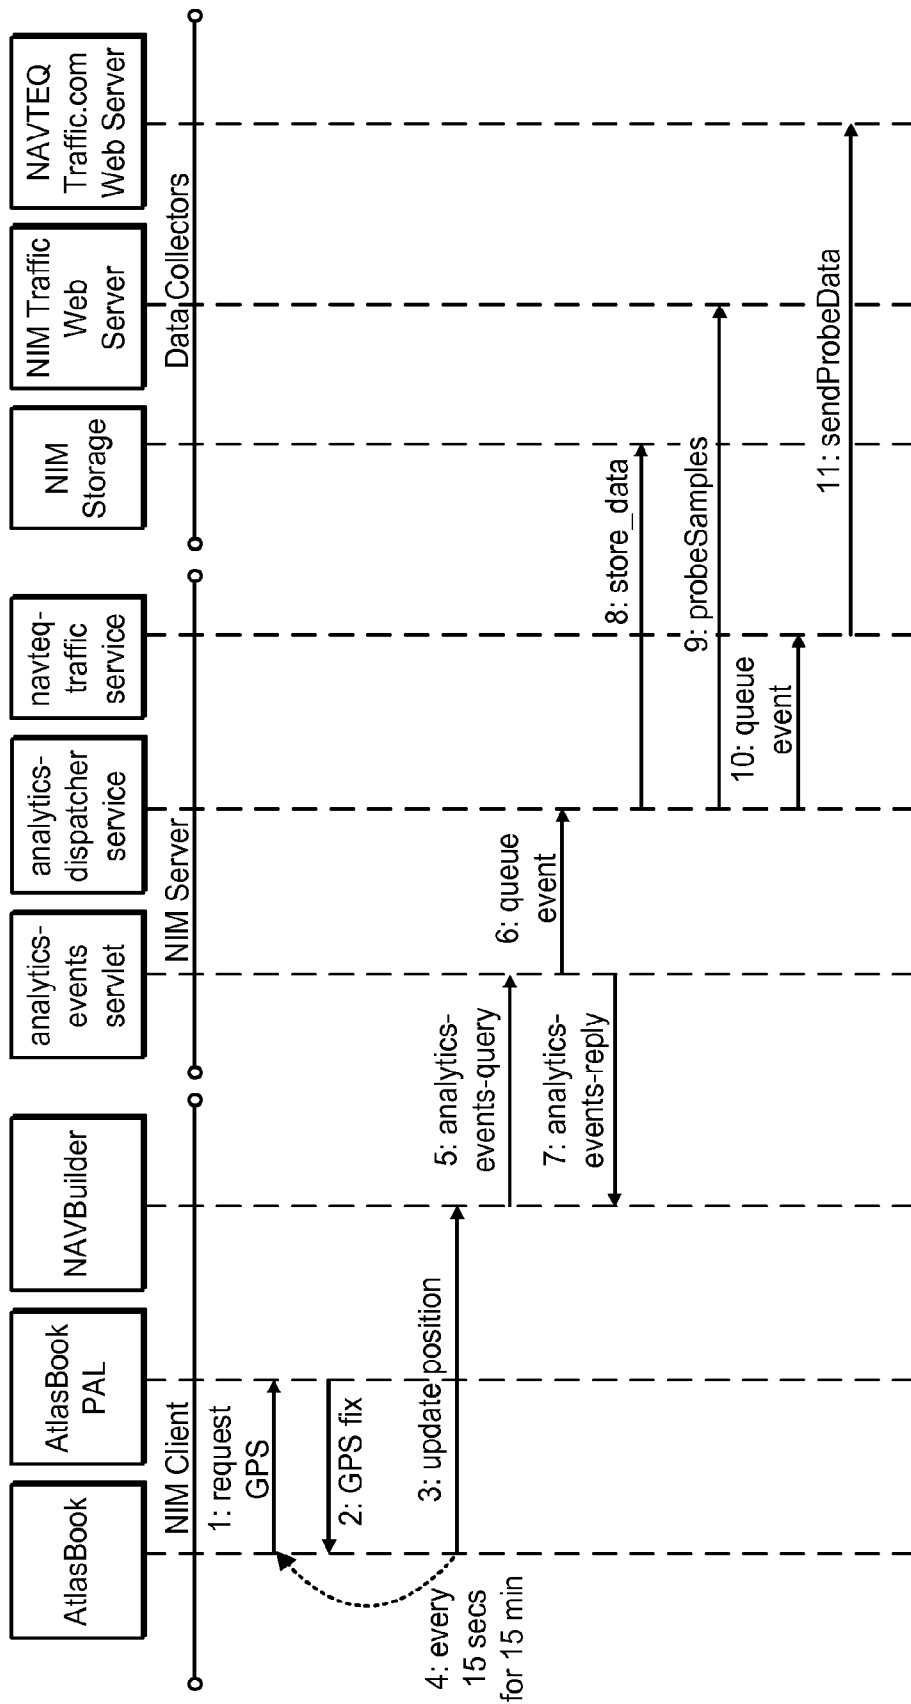 AtlasBook
AtlasBook
PAL
NAVBuilder
analytics-
events
servlet
analytics-
dispatcher
service
navteq-
traffic
service
NIM
Storage
NIM Traffic
Web
Server
NAVTEQ
Traffic.com
Web Server
NIM Client
NIM Server
Data Collectors
1: request
GPS
2: GPS fix
3: update position
4: every
15 secs
for 15 min
5: analytics-
events-query
6: queue
event
7: analytics-
events-reply
8: store_data
9: probeSamples
10: queue
event
11: sendProbeData